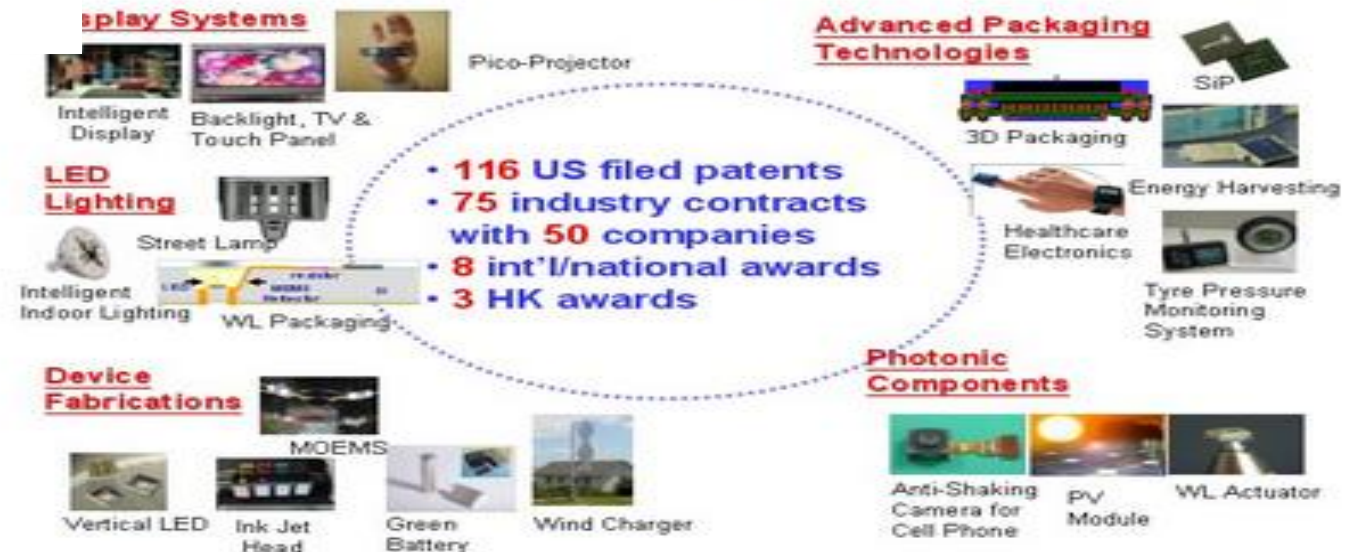 splay Systems
Pico-Projector
Intelligent
Display
Backlight, TV &
Touch Panel
LED
Lighting
Street Lamp
Intelligent
Indoor Lighting
WL Packaging
• 116 US filed patents
• 75 industry contracts
with 50 companies
• 8 int'l/national awards
• 3 HK awards
Advanced Packaging
Technologies
SiP
3D Packaging
Energy Harvesting
Healthcare
Electronics
Tyre Pressure
Monitoring
System
Device
Fabrications
MOEMS
Vertical LED
Ink Jet
Head
Green
Battery
Wind Charger
Photonic
Components
Anti-Shaking
Camera for
Cell Phone
PV
Module
WL Actuator